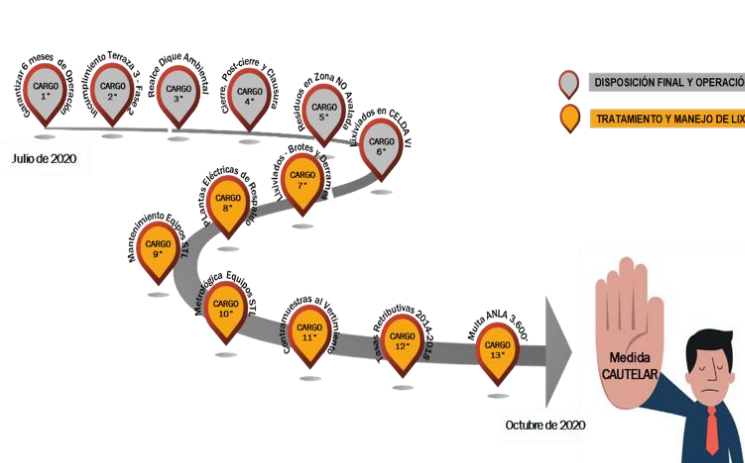 Garantizar 6 meses de Operación
CARGO
1°
Incumplimiento Terraza 3 - Fase 2
CARGO
2°
Realce Dique Ambiental
CARGO
3°
Cierre, Post-cierre y Clausura
CARGO
4°
Residuos en Zona NO Avalada
CARGO
5°
Lixiviados en CELDA VI
CARGO
6°
Julio de 2020
DISPOSICIÓN FINAL Y OPERACIÓ
TRATAMIENTO Y MANEJO DE LIX
Lixiviados - Brotes y Derrames
CARGO
7°
Plantas Eléctricas de Respaldo
CARGO
8°
Mantenimiento Eqipos STL
CARGO
9°
Metrológica Equipos STL
CARGO
10°
Contramuestras al Vertimiento
CARGO
11°
Tasas Retributivas 2014-2018
CARGO
12°
Multa ANLA 3.600'
CARGO
13°
Octubre de 2020
Medida
CAUTELAR